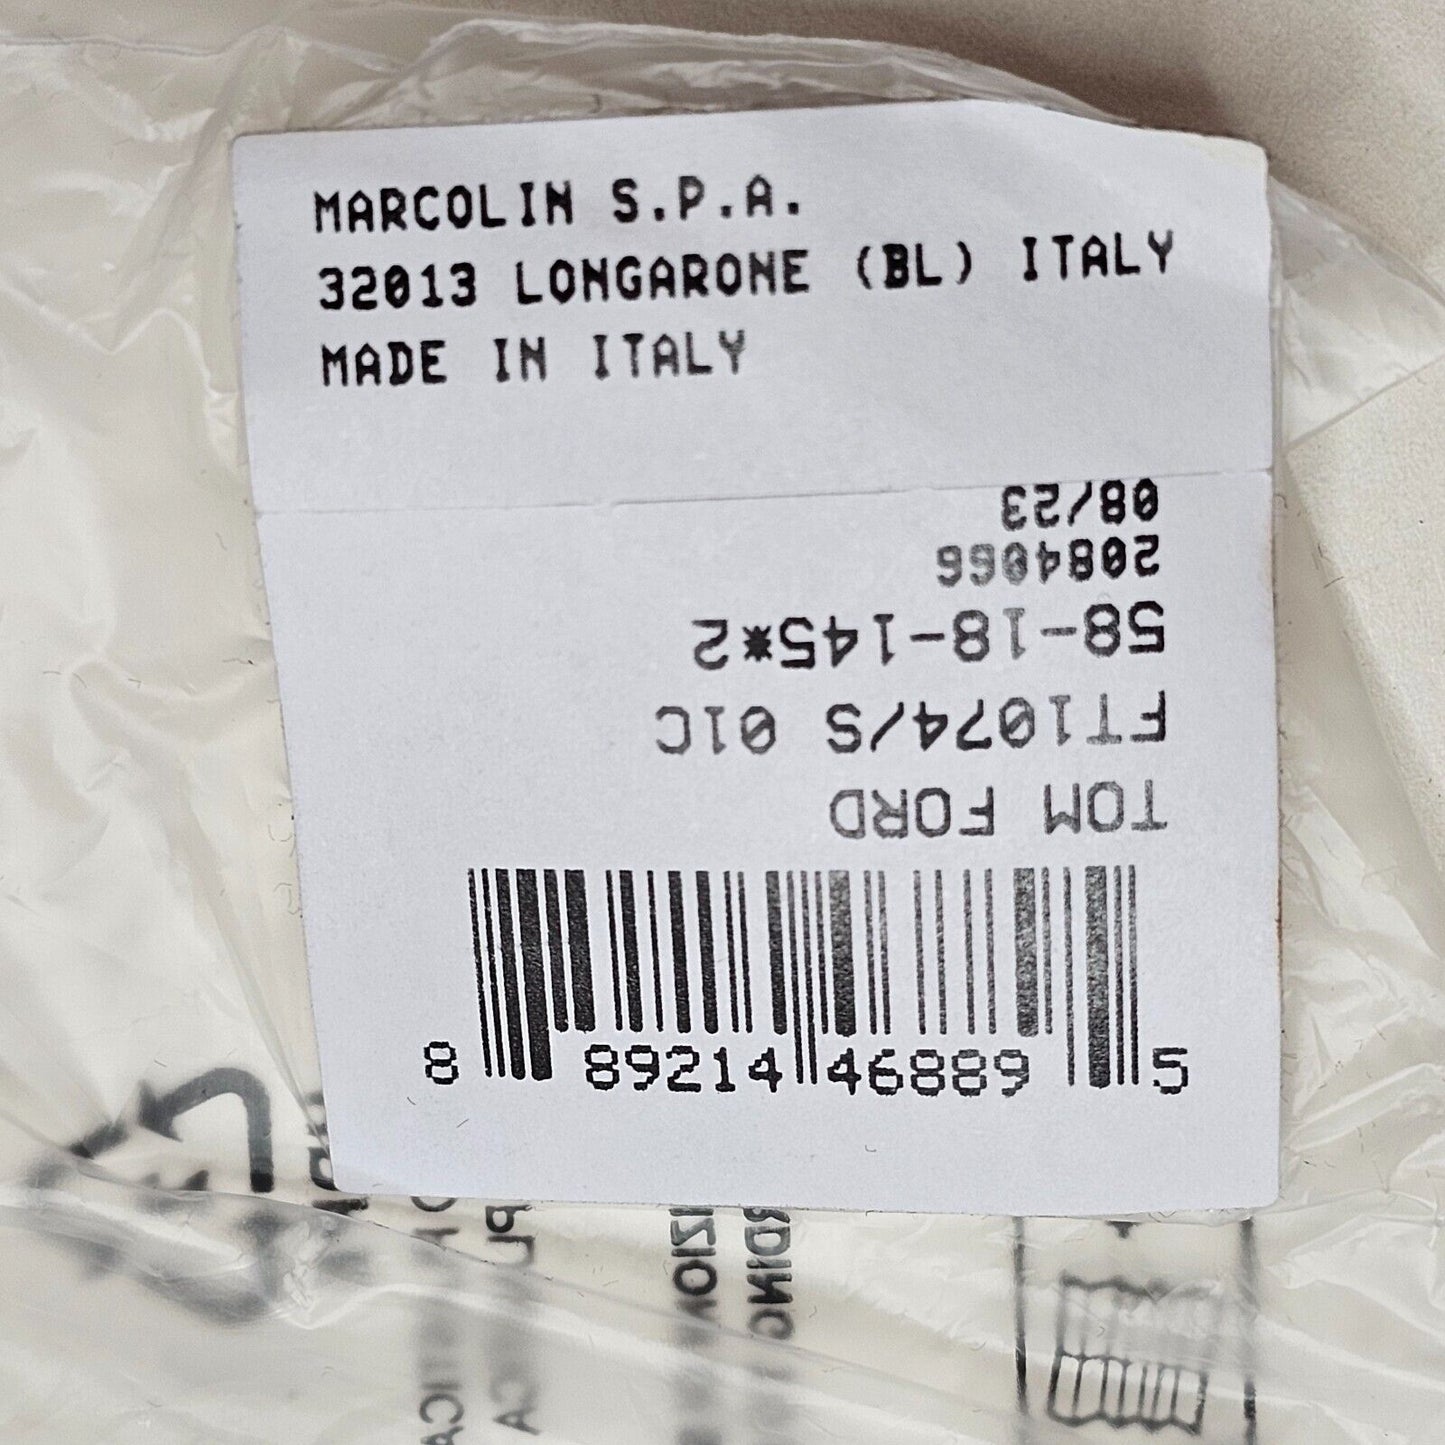 MARCOLIN S.P.A.
32013 LONGARONE (BL) ITALY
MADE IN ITALY
TOM FORD
FT1074/S 01C
58-18-145*2
2084066
08/23
8 89214 46889 5